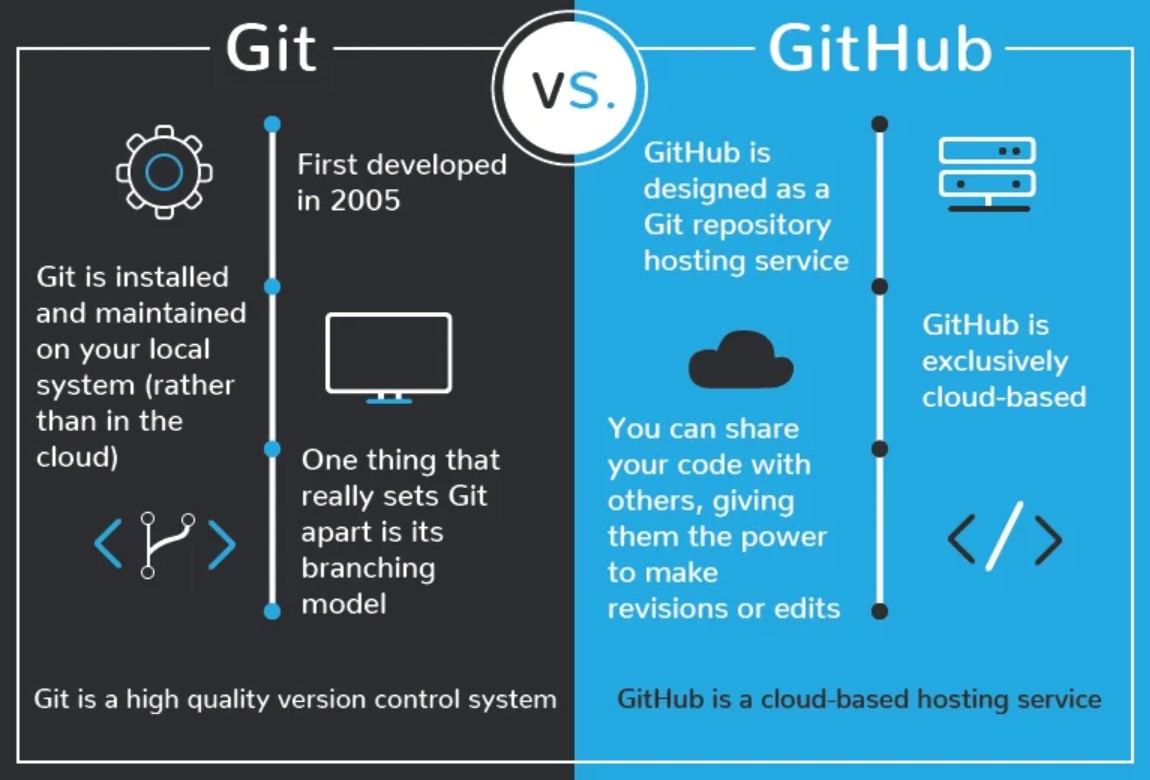 Git
vs.
GitHub
First developed
in 2005
Git is installed
and maintained
on your local
system (rather
than in the
cloud)
One thing that
really sets Git
apart is its
branching
model
Git is a high quality version control system
GitHub is
designed as a
Git repository
hosting service
GitHub is
exclusively
cloud-based
You can share
your code with
others, giving
them the power
to make
revisions or edits
GitHub is a cloud-based hosting service